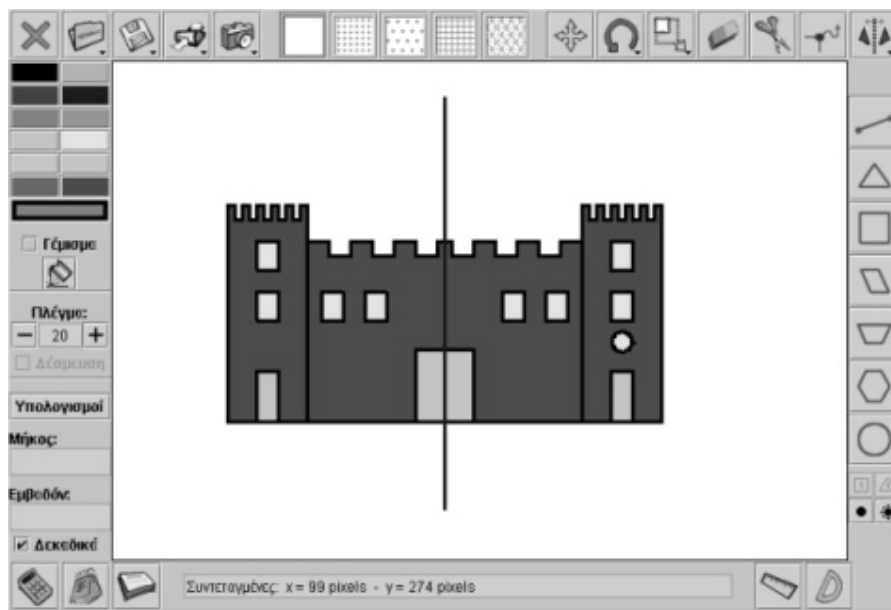 Γέμισμα
Πλέγμα:
20
Δέσμευση
Υπολογισμοί
Μήκος:
Εμβαδόν:
Δεκαδικά
Συντεταγμένες: x = 99 pixels - y = 274 pixels